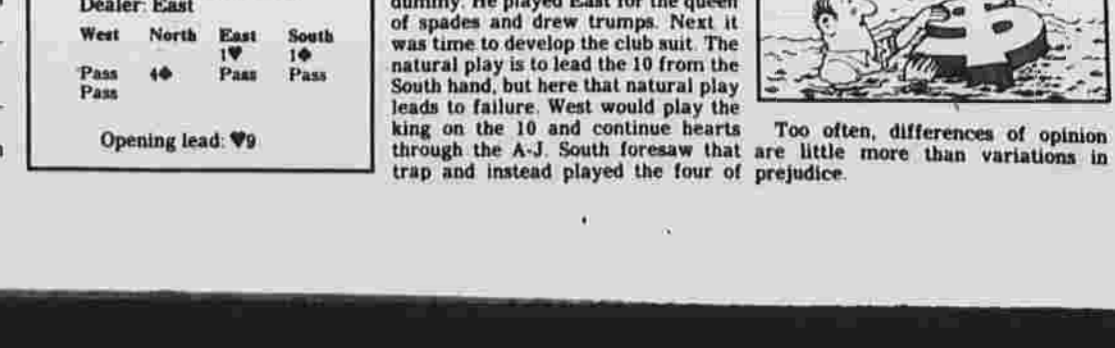 Dealer: East
West North East South
1♥ 1♠
Pass 4♠ Pass Pass
Pass
Opening lead: ♥9
dummy. He played East for the queen
of spades and drew trumps. Next it
was time to develop the club suit. The
natural play is to lead the 10 from the
South hand, but here that natural play
leads to failure. West would play the
king on the 10 and continue hearts
through the A-J. South foresaw that
trap and instead played the four of
$
Too often, differences of opinion
are little more than variations in
prejudice.